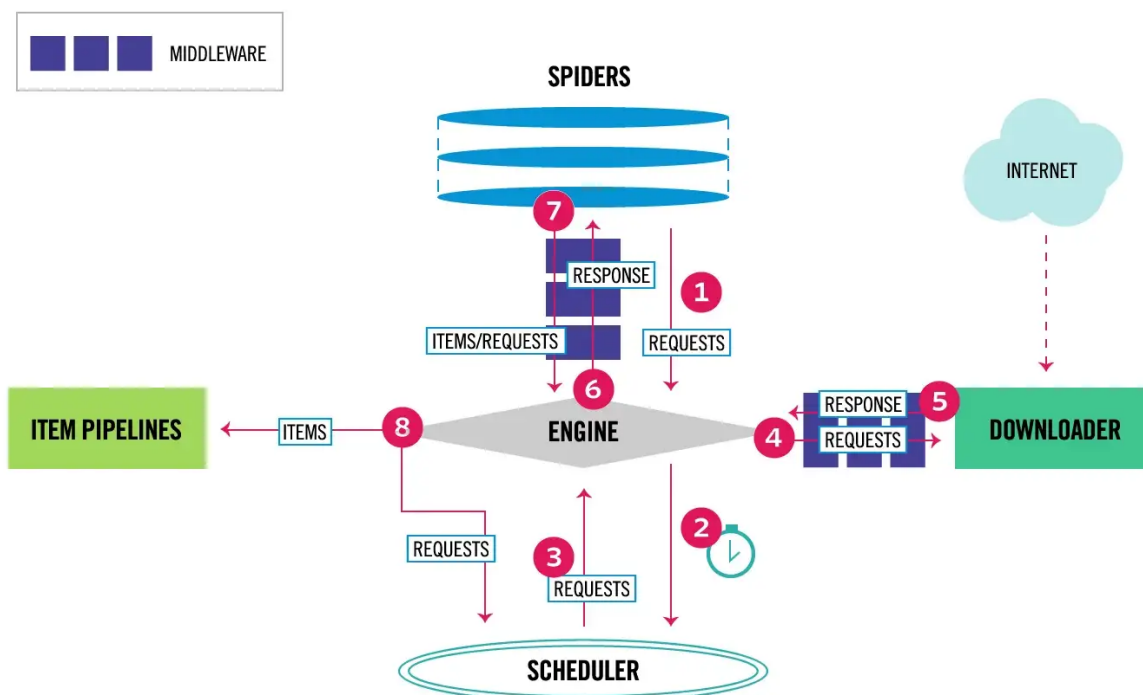 MIDDLEWARE
SPIDERS
INTERNET
7
RESPONSE
1
ITEMS/REQUESTS
REQUESTS
6
RESPONSE
5
ITEM PIPELINES
ITEMS
8
ENGINE
4
REQUESTS
DOWNLOADER
2
REQUESTS
3
REQUESTS
SCHEDULER